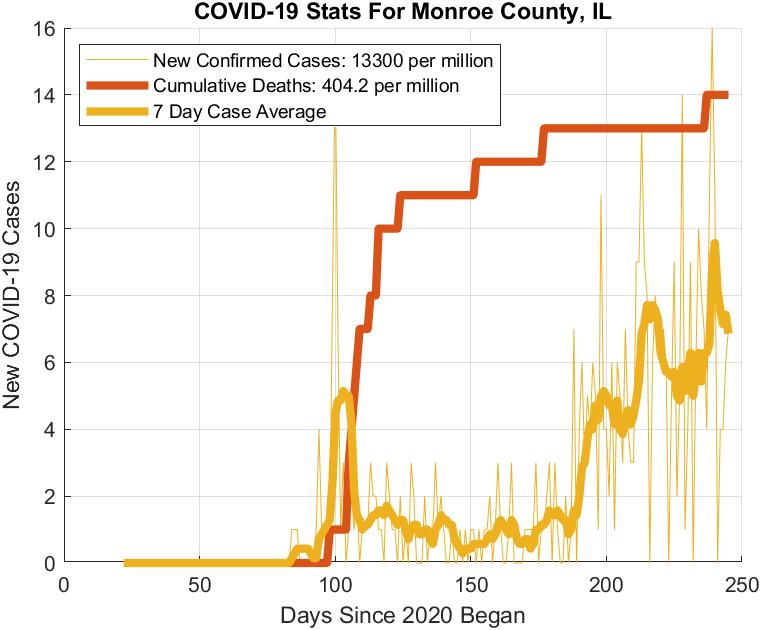 COVID-19 Stats For Monroe County, IL
New Confirmed Cases: 13300 per million
Cumulative Deaths: 404.2 per million
7 Day Case Average
New COVID-19 Cases
16
14
12
10
8
6
4
2
0
0 50 100 150 200 250
Days Since 2020 Began